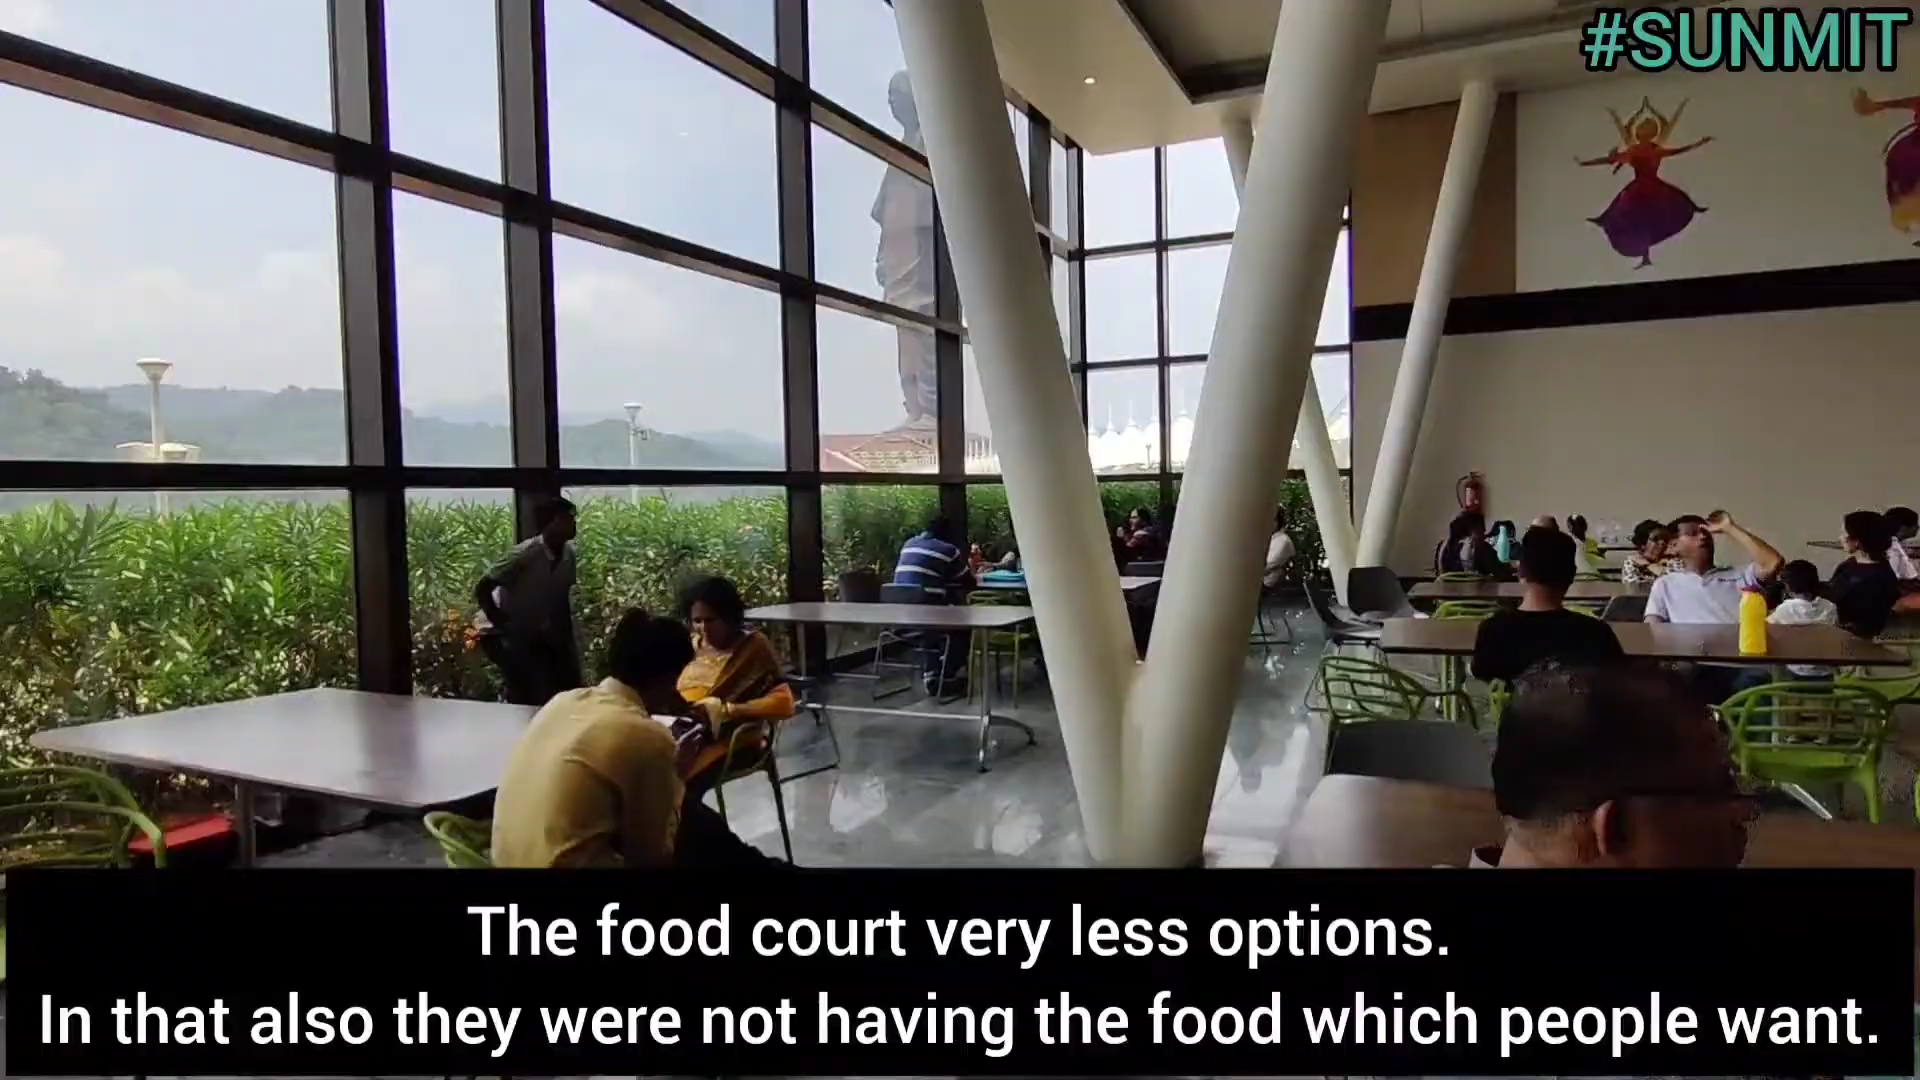 #SUNMIT
The food court very less options.
In that also they were not having the food which people want.